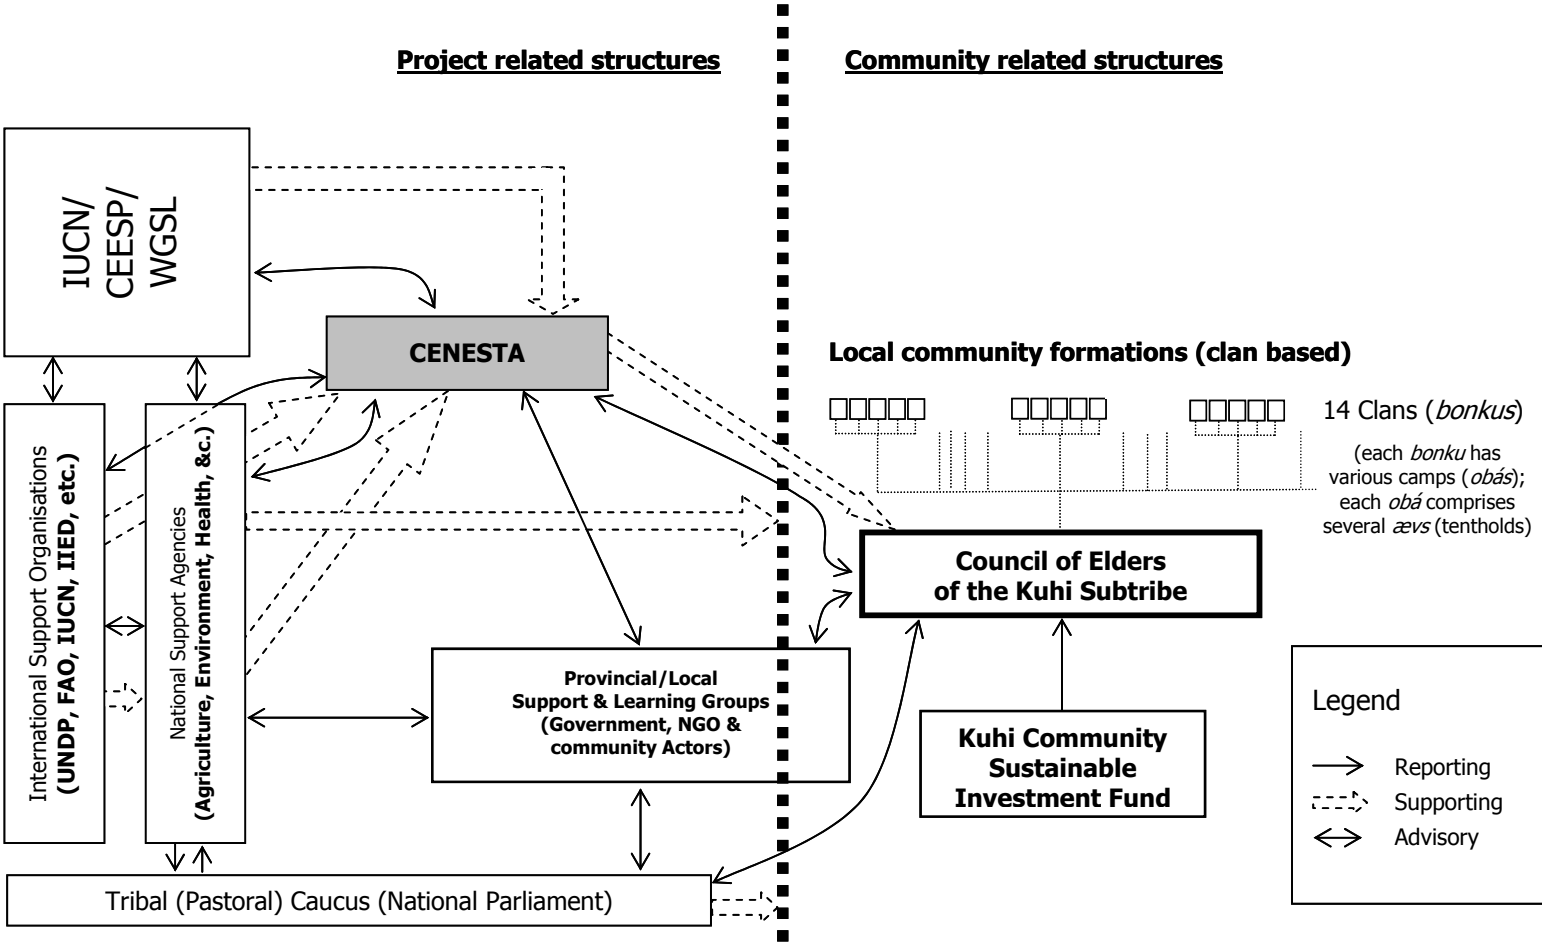 Project related structures
Community related structures
IUCN/
CEESP/
WGSL
CENESTA
Local community formations (clan based)
14 Clans (bonkus)
(each bonku has
various camps (obás);
each obá comprises
several ævs (tentholds)
International Support Organisations
(UNDP, FAO, IUCN, IIED, etc.)
National Support Agencies
(Agriculture, Environment, Health, &c.)
Council of Elders
of the Kuhi Subtribe
Provincial/Local
Support & Learning Groups
(Government, NGO &
community Actors)
Kuhi Community
Sustainable
Investment Fund
Legend
Reporting
Supporting
Advisory
Tribal (Pastoral) Caucus (National Parliament)